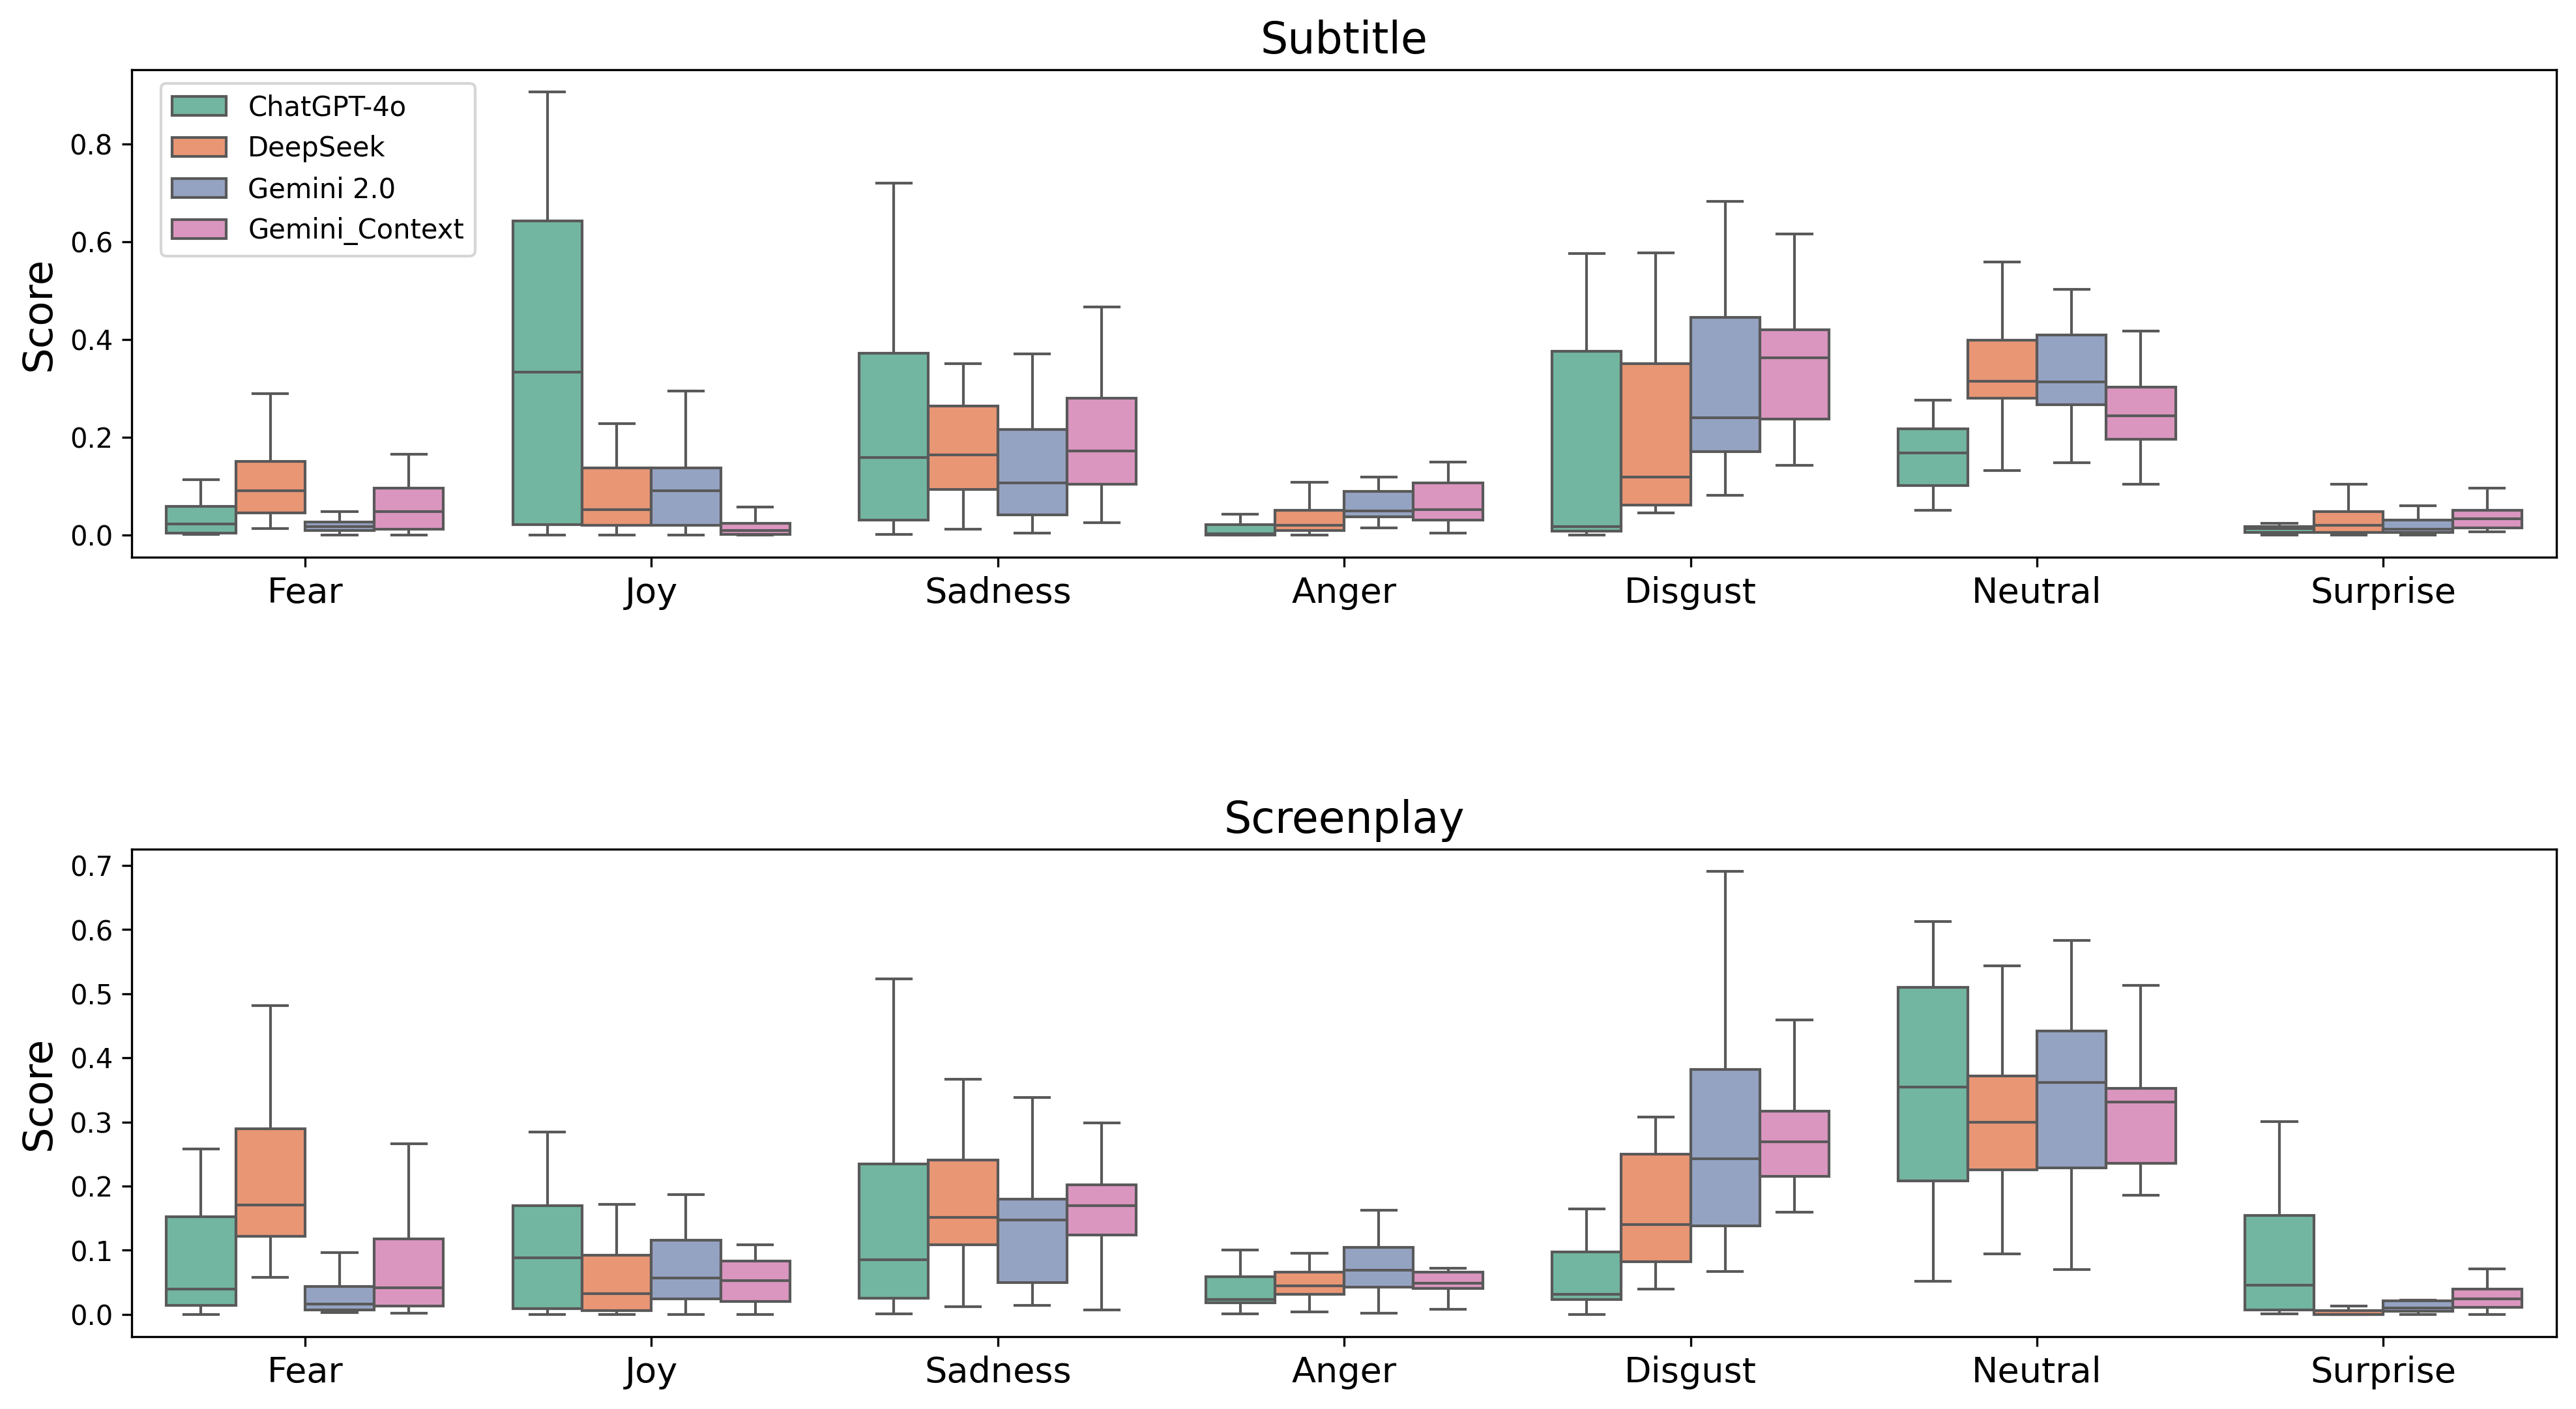 Subtitle
ChatGPT-4o
DeepSeek
Gemini 2.0
Gemini_Context
Score
0.8
0.6
0.4
0.2
0.0
Fear Joy Sadness Anger Disgust Neutral Surprise
Screenplay
Score
0.7
0.6
0.5
0.4
0.3
0.2
0.1
0.0
Fear Joy Sadness Anger Disgust Neutral Surprise